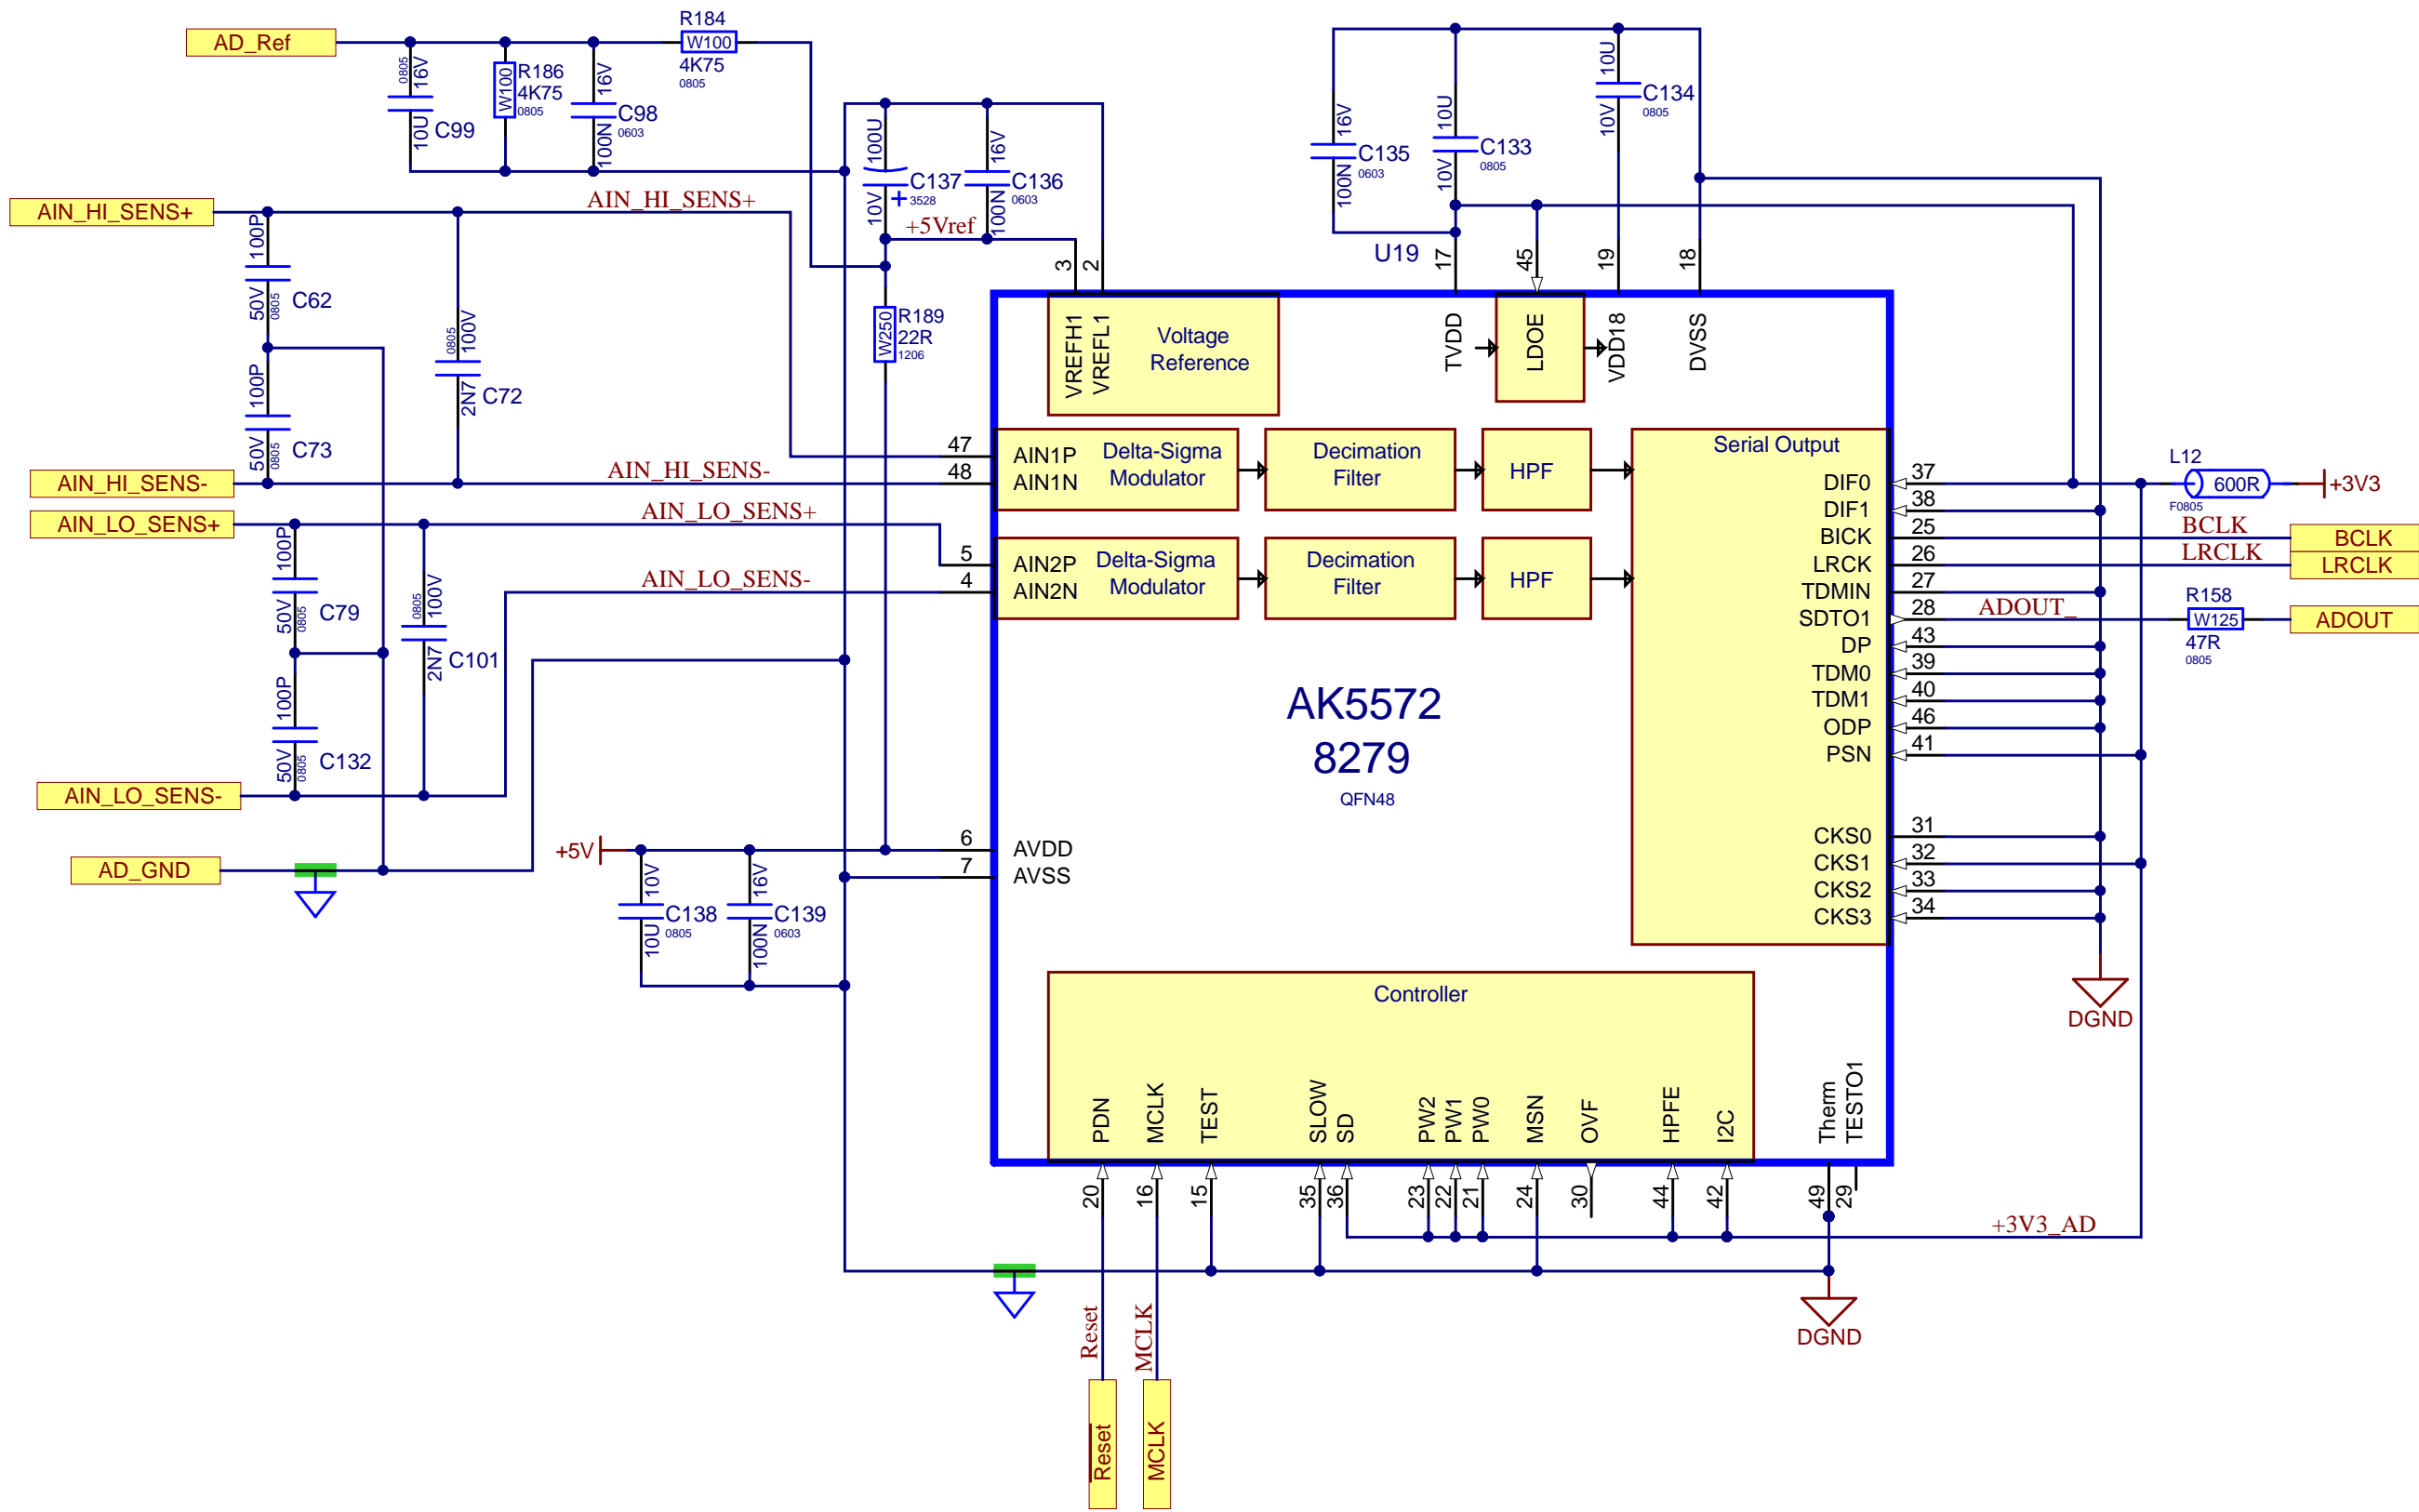 AD_Ref
R184
W100
4K75
0805
0805
16V
10U
C99
W100
R186
4K75
0805
16V
100N
C98
0603
AIN_HI_SENS+
AIN_HI_SENS+
100P
50V
0805
C62
100P
50V
0805
C73
0805
100V
2N7
C72
AIN_HI_SENS-
AIN_HI_SENS-
AIN_LO_SENS+
AIN_LO_SENS+
AIN_LO_SENS-
100P
50V
0805
C79
100P
50V
0805
C132
0805
100V
2N7
C101
AIN_LO_SENS-
AD_GND
100U
10V
C137
+
3528
16V
100N
C136
0603
+5Vref
W250
R189
22R
1206
+5V
10V
10U
C138
0805
16V
100N
C139
0603
16V
100N
C135
0603
10U
10V
C133
0805
10U
10V
C134
0805
U19
3
2
17
45
19
18
VREFH1
VREFL1
Voltage
Reference
TVDD
LDOE
VDD18
DVSS
47
48
AIN1P
AIN1N
Delta-Sigma
Modulator
Decimation
Filter
HPF
5
4
AIN2P
AIN2N
Delta-Sigma
Modulator
Decimation
Filter
HPF
Serial Output
DIF0
37
DIF1
38
BICK
25
LRCK
26
TDMIN
27
SDTO1
28
DP
43
TDM0
39
TDM1
40
ODP
46
PSN
41
CKS0
31
CKS1
32
CKS2
33
CKS3
34
L12
600R
F0805
+3V3
BCLK
BCLK
LRCLK
LRCLK
ADOUT_
R158
W125
47R
0805
ADOUT
AK5572
8279
QFN48
6
AVDD
7
AVSS
DGND
Controller
PDN
MCLK
TEST
SLOW
SD
PW2
PW1
PW0
MSN
OVF
HPFE
I2C
Therm
TESTO1
20
16
15
35
36
23
22
21
24
30
44
42
49
29
+3V3_AD
DGND
Reset
MCLK
Reset
MCLK